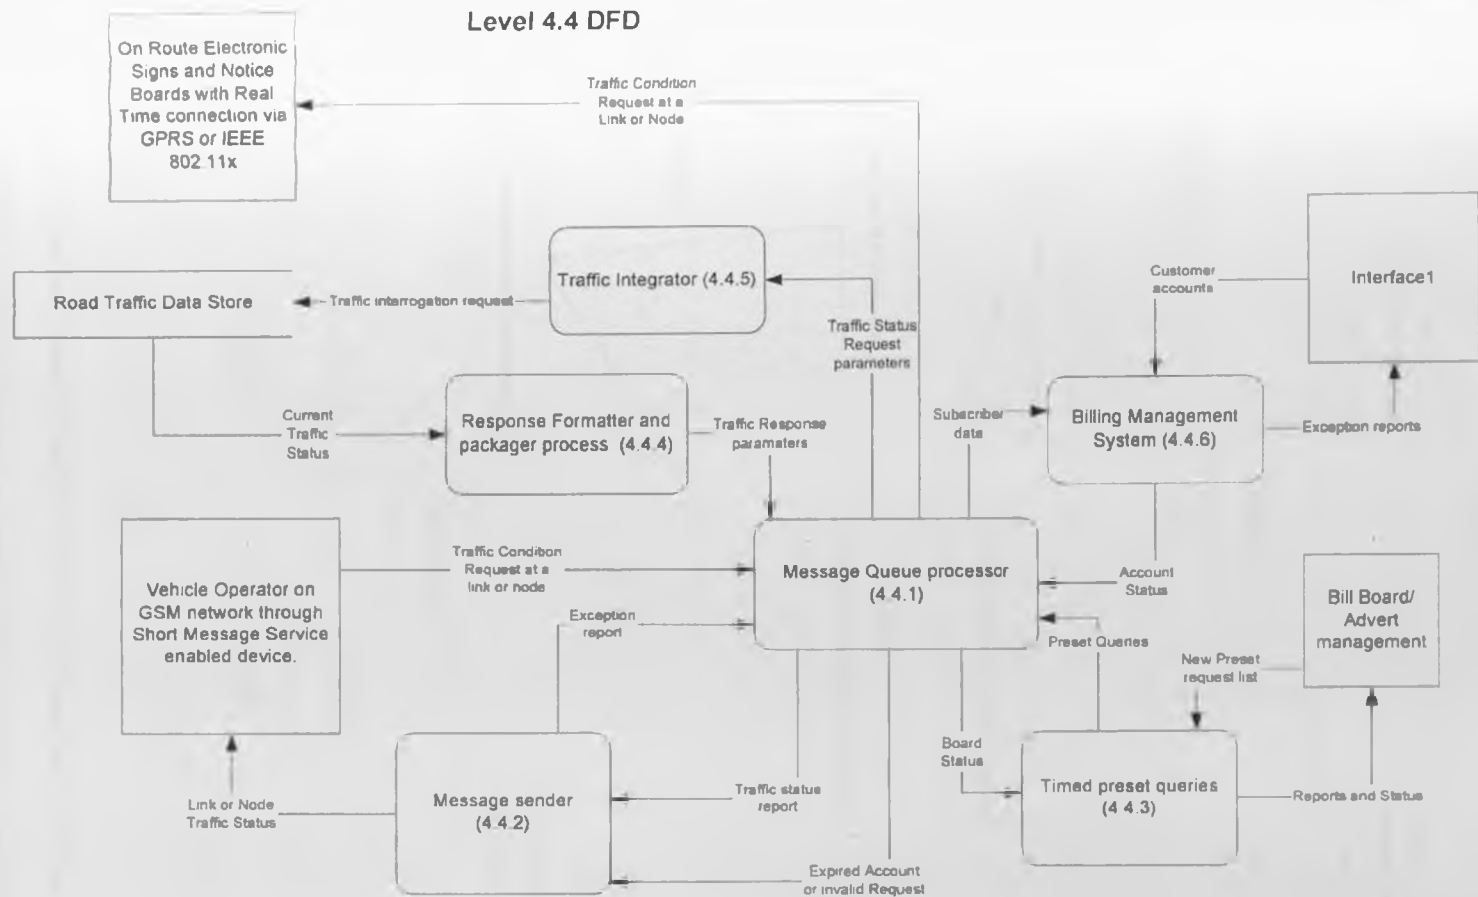 Level 4.4 DFD
On Route Electronic
Signs and Notice
Boards with Real
Time connection via
GPRS or IEEE
802.11x
Traffic Condition
Request at a
Link or Node
Traffic Integrator (4.4.5)
Road Traffic Data Store
Traffic interrogation request
Customer
accounts
Interface1
Traffic Status
Request
parameters
Current
Traffic
Status
Response Formatter and
packager process (4.4.4)
Traffic Response
paramaters
Subscriber
data
Billing Management
System (4.4.6)
Exception reports
Vehicle Operator on
GSM network through
Short Message Service
enabled device.
Traffic Condition
Request at a
link or node
Message Queue processor
(4.4.1)
Account
Status
Bill Board/
Advert
management
Exception
report
Preset Queries
New Preset
request list
Link or Node
Traffic Status
Message sender
(4.4.2)
Traffic status
report
Board
Status
Timed preset queries
(4.4.3)
Reports and Status
Expired Account
or invalid Request